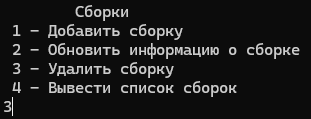 Сборки
1 – Добавить сборку
2 – Обновить информацию о сборке
3 – Удалить сборку
4 – Вывести список сборок
3